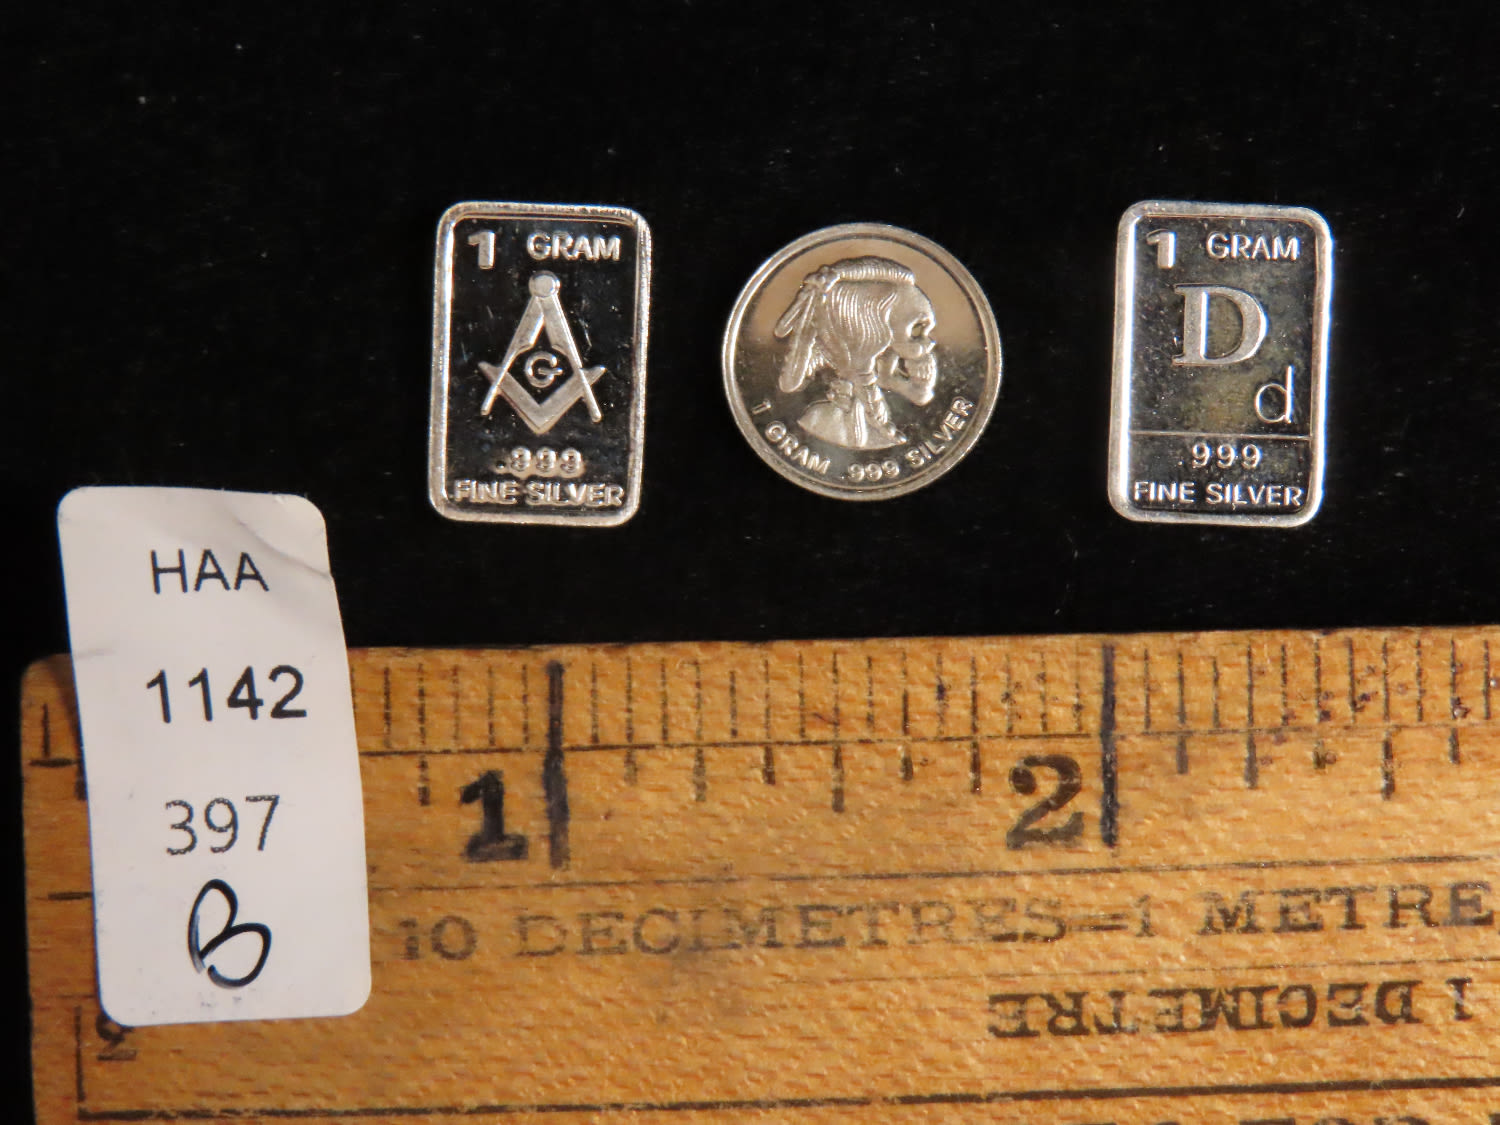 1 GRAM
G
.999
FINE SILVER
1 GRAM .999 SILVER
1 GRAM
D
d
.999
FINE SILVER
HAA
1142
397
B
1
2
10 DECIMETRES=1 METRE
1 DECIMETRE